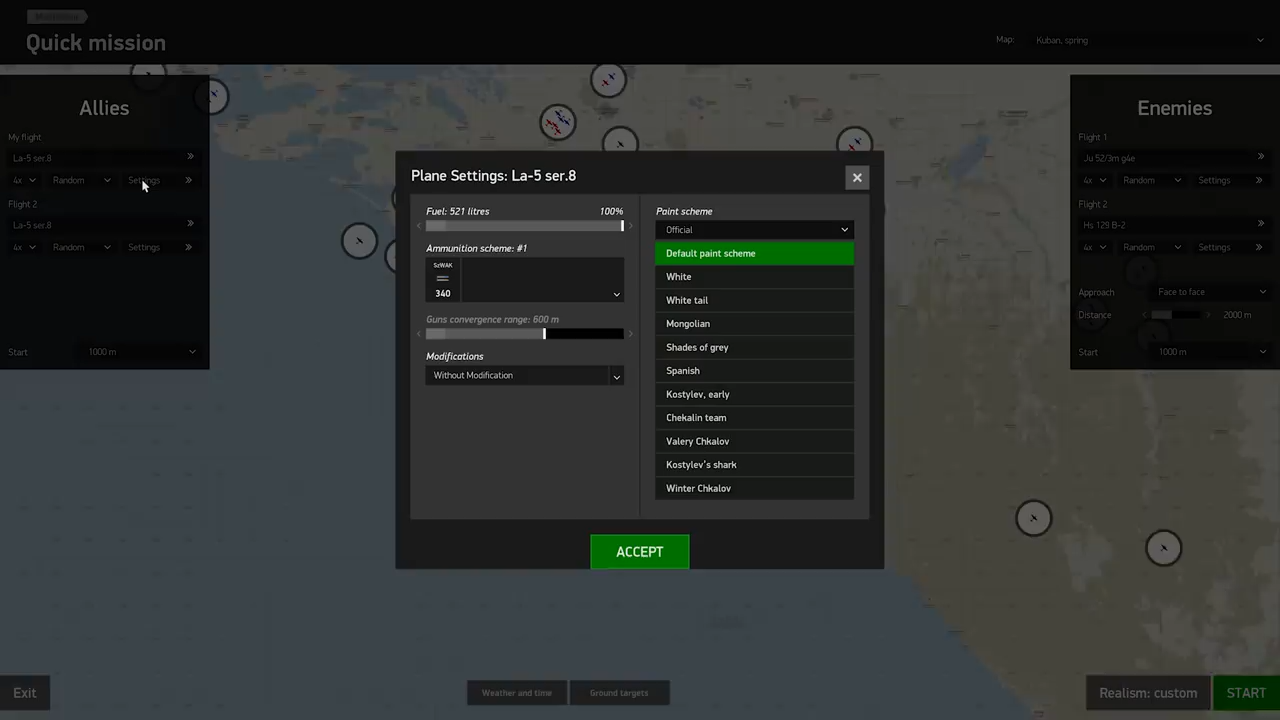 Quick mission
Map:
Kuban, spring
Allies
My flight
La-5 ser.8
4x
Random
Settings
Flight 2
La-5 ser.8
4x
Random
Settings
Start
1000 m
Plane Settings: La-5 ser.8
Fuel: 521 litres
100%
Ammunition scheme: #1
SzWAK
340
Guns convergence range: 600 m
Modifications
Without Modification
Paint scheme
Official
Default paint scheme
White
White tail
Mongolian
Shades of grey
Spanish
Kostylev, early
Chekalin team
Valery Chkalov
Kostylev's shark
Winter Chkalov
ACCEPT
Enemies
Flight 1
Ju 52/3m g4e
4x
Random
Settings
Flight 2
Hs 129 B-2
4x
Random
Settings
Approach
Face to face
Distance
2000 m
Start
1000 m
Exit
Weather and time
Ground targets
Realism: custom
START